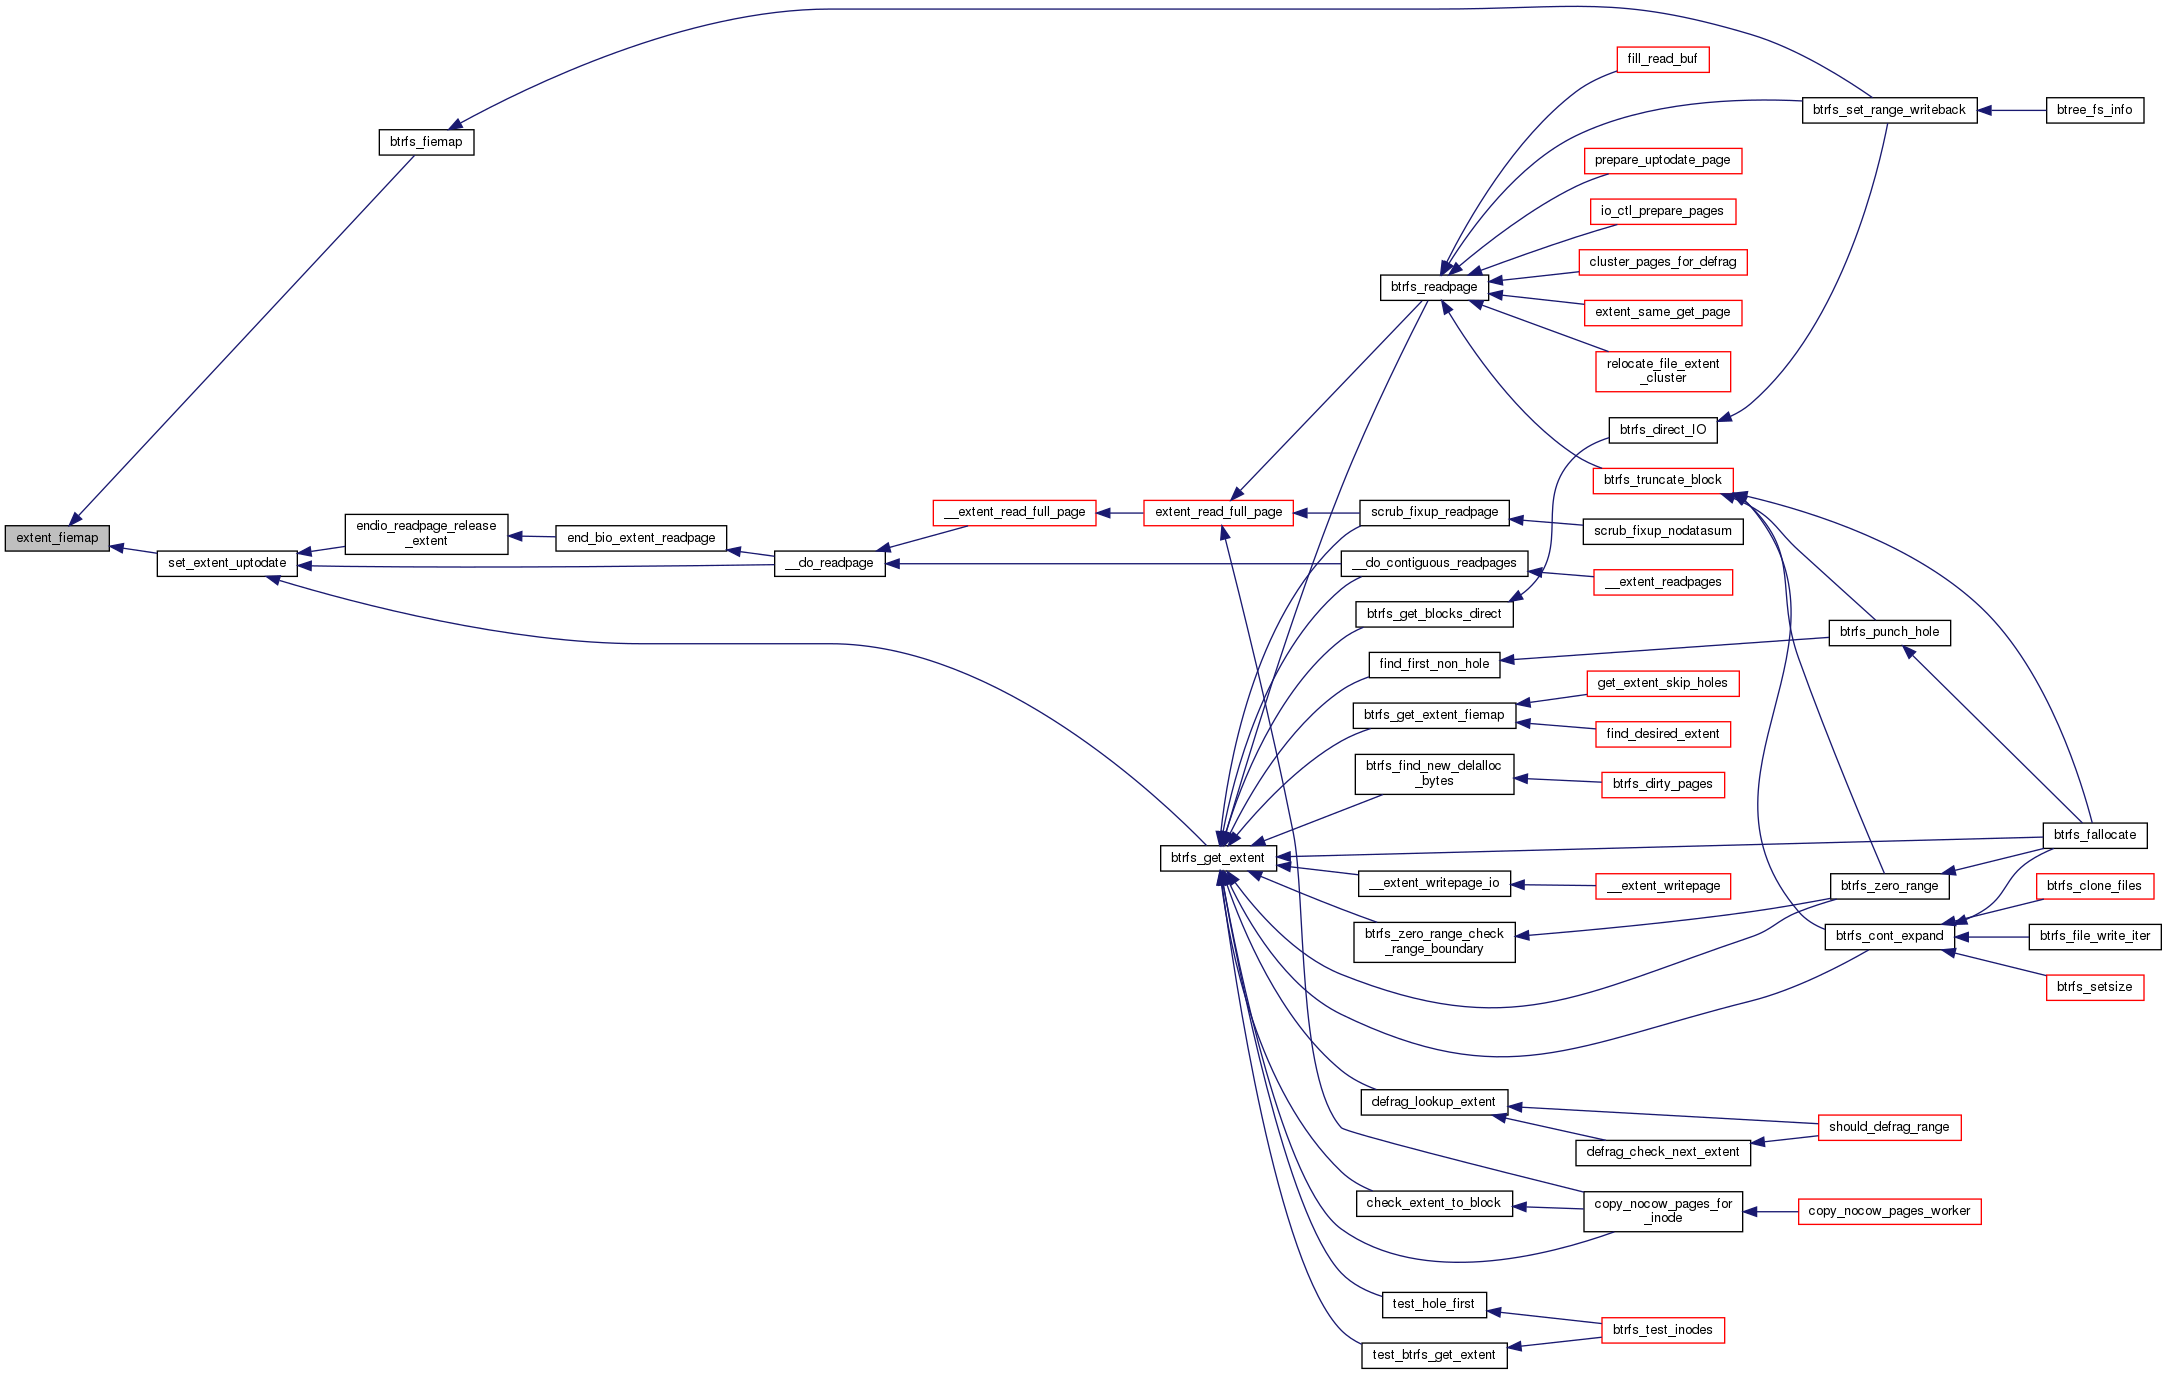 fill_read_buf
btrfs_set_range_writeback
btree_fs_info
btrfs_fiemap
prepare_uptodate_page
io_ctl_prepare_pages
cluster_pages_for_defrag
btrfs_readpage
extent_same_get_page
relocate_file_extent
_cluster
btrfs_direct_IO
btrfs_truncate_block
extent_fiemap
endio_readpage_release
_extent
end_bio_extent_readpage
__extent_read_full_page
extent_read_full_page
scrub_fixup_readpage
scrub_fixup_nodatasum
set_extent_uptodate
__do_readpage
__do_contiguous_readpages
__extent_readpages
btrfs_get_blocks_direct
btrfs_punch_hole
find_first_non_hole
get_extent_skip_holes
btrfs_get_extent_fiemap
find_desired_extent
btrfs_find_new_delalloc
_bytes
btrfs_dirty_pages
btrfs_fallocate
btrfs_get_extent
__extent_writepage_io
__extent_writepage
btrfs_zero_range
btrfs_clone_files
btrfs_zero_range_check
_range_boundary
btrfs_cont_expand
btrfs_file_write_iter
btrfs_setsize
defrag_lookup_extent
should_defrag_range
defrag_check_next_extent
check_extent_to_block
copy_nocow_pages_for
_inode
copy_nocow_pages_worker
test_hole_first
btrfs_test_inodes
test_btrfs_get_extent